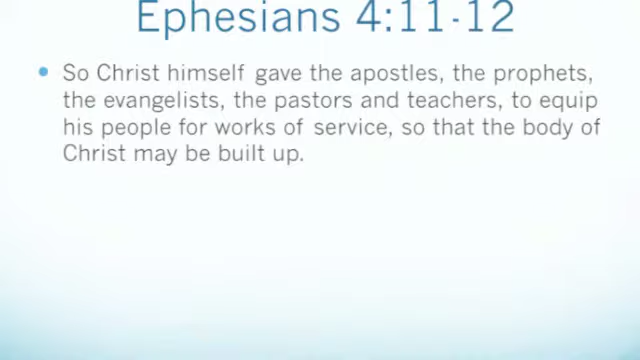 Ephesians 4:11-12
• So Christ himself gave the apostles, the prophets,
the evangelists, the pastors and teachers, to equip
his people for works of service, so that the body of
Christ may be built up.